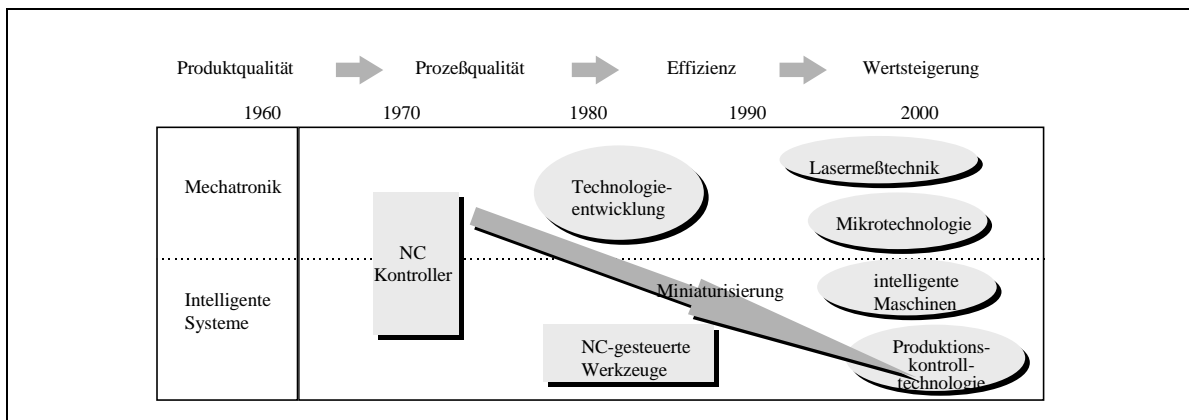 Produktqualität
Prozeßqualität
Effizienz
Wertsteigerung
1960
1970
1980
1990
2000
Mechatronik
NC
Kontroller
Technologie-
entwicklung
Lasermeßtechnik
Mikrotechnologie
Intelligente
Systeme
Miniaturisierung
NC-gesteuerte
Werkzeuge
intelligente
Maschinen
Produktions-
kontroll-
technologie